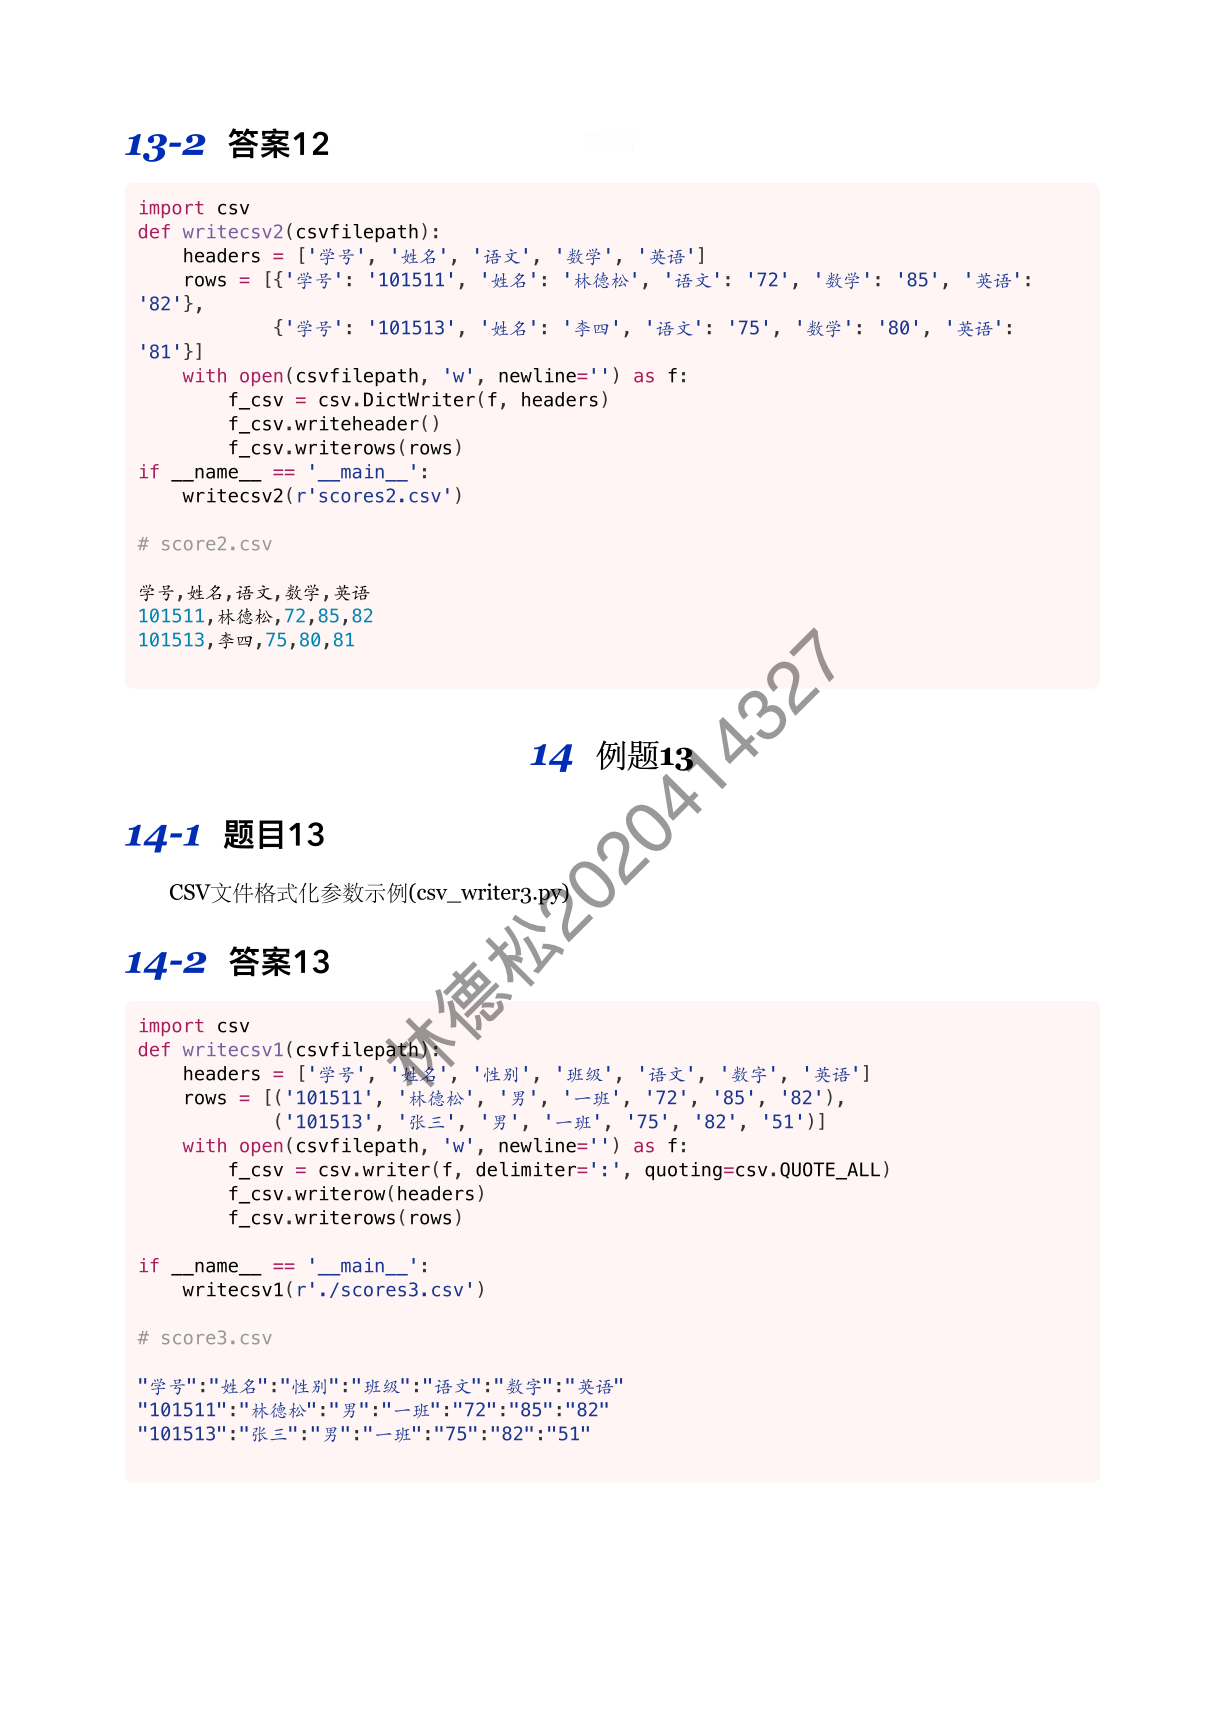 13-2 答案12
import csv
def writecsv2(csvfilepath):
    headers = ['学号', '姓名', '语文', '数学', '英语']
    rows = [{'学号': '101511', '姓名': '林德松', '语文': '72', '数学': '85', '英语':
'82'},
            {'学号': '101513', '姓名': '李四', '语文': '75', '数学': '80', '英语':
'81'}]
    with open(csvfilepath, 'w', newline='') as f:
        f_csv = csv.DictWriter(f, headers)
        f_csv.writeheader()
        f_csv.writerows(rows)
if __name__ == '__main__':
    writecsv2(r'scores2.csv')
# score2.csv
学号,姓名,语文,数学,英语
101511,林德松,72,85,82
101513,李四,75,80,81
14 例题13
14-1 题目13
CSV文件格式化参数示例(csv_writer3.py)
14-2 答案13
import csv
def writecsv1(csvfilepath):
    headers = ['学号', '姓名', '性别', '班级', '语文', '数字', '英语']
    rows = [('101511', '林德松', '男', '一班', '72', '85', '82'),
            ('101513', '张三', '男', '一班', '75', '82', '51')]
    with open(csvfilepath, 'w', newline='') as f:
        f_csv = csv.writer(f, delimiter=':', quoting=csv.QUOTE_ALL)
        f_csv.writerow(headers)
        f_csv.writerows(rows)
if __name__ == '__main__':
    writecsv1(r'./scores3.csv')
# score3.csv
"学号":"姓名":"性别":"班级":"语文":"数字":"英语"
"101511":"林德松":"男":"一班":"72":"85":"82"
"101513":"张三":"男":"一班":"75":"82":"51"
林德松2020414327